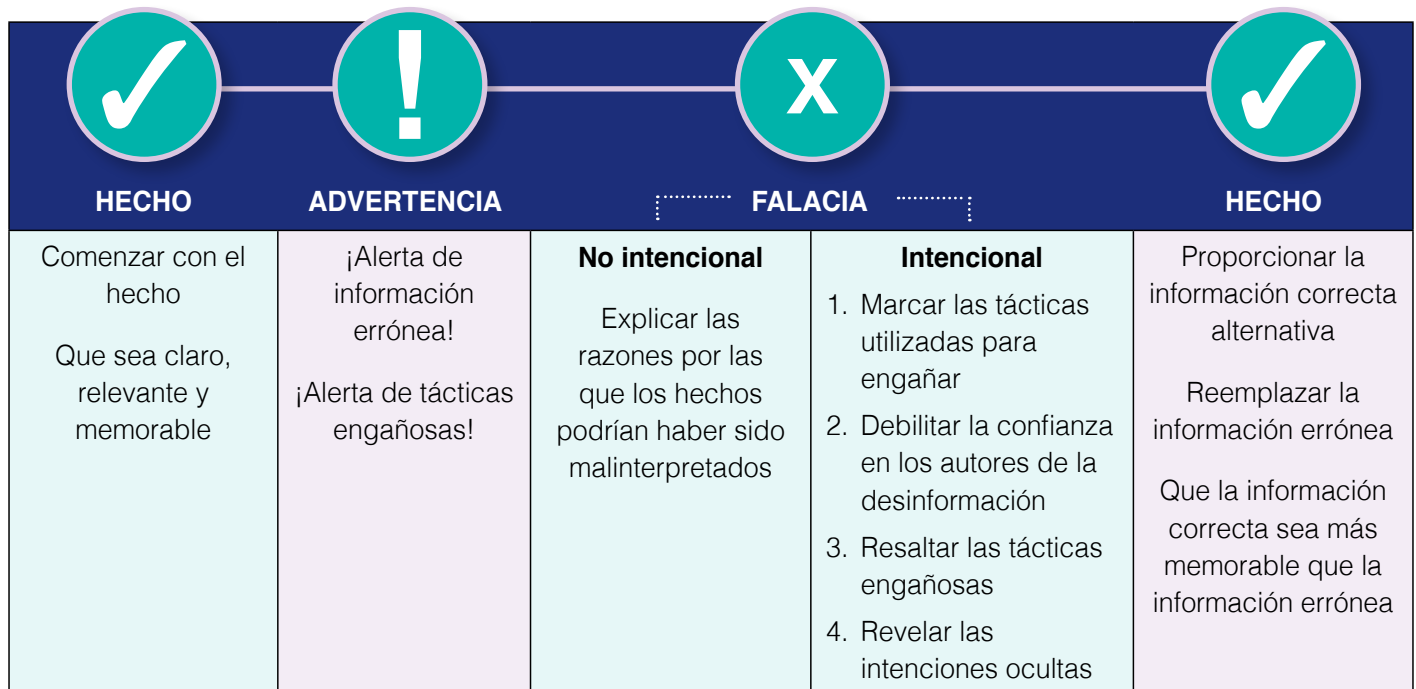 !
X
HECHO
ADVERTENCIA
FALACIA
HECHO
Comenzar con el
hecho
Que sea claro,
relevante y
memorable
¡Alerta de
información
errónea!
¡Alerta de tácticas
engañosas!
No intencional
Explicar las
razones por las
que los hechos
podrían haber sido
malinterpretados
Intencional
1. Marcar las tácticas
utilizadas para
engañar
2. Debilitar la confianza
en los autores de la
desinformación
3. Resaltar las tácticas
engañosas
4. Revelar las
intenciones ocultas
Proporcionar la
información correcta
alternativa
Reemplazar la
información errónea
Que la información
correcta sea más
memorable que la
información errónea